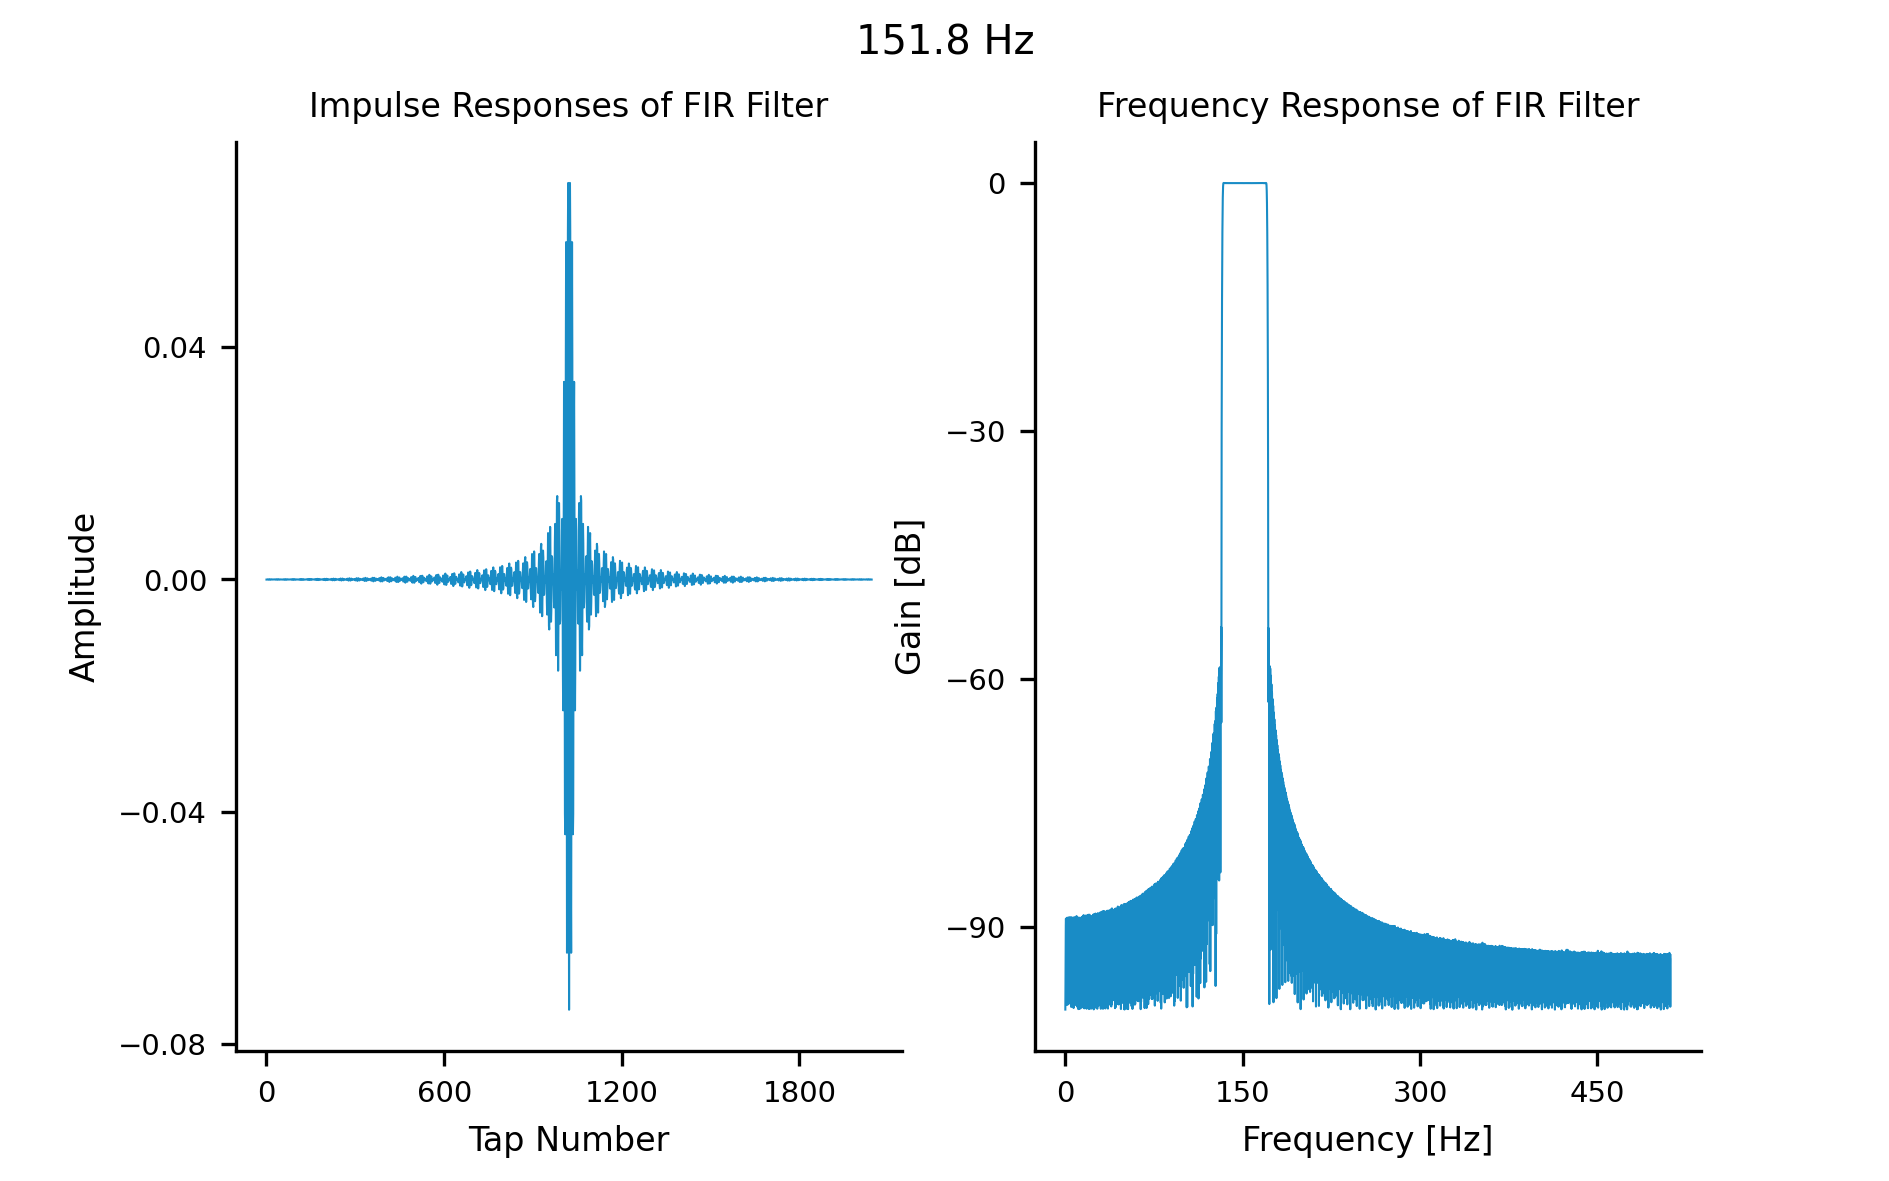 151.8 Hz
Impulse Responses of FIR Filter
Amplitude
0.04
0.00
−0.04
−0.08
0 600 1200 1800
Tap Number
Frequency Response of FIR Filter
Gain [dB]
0
−30
−60
−90
0 150 300 450
Frequency [Hz]